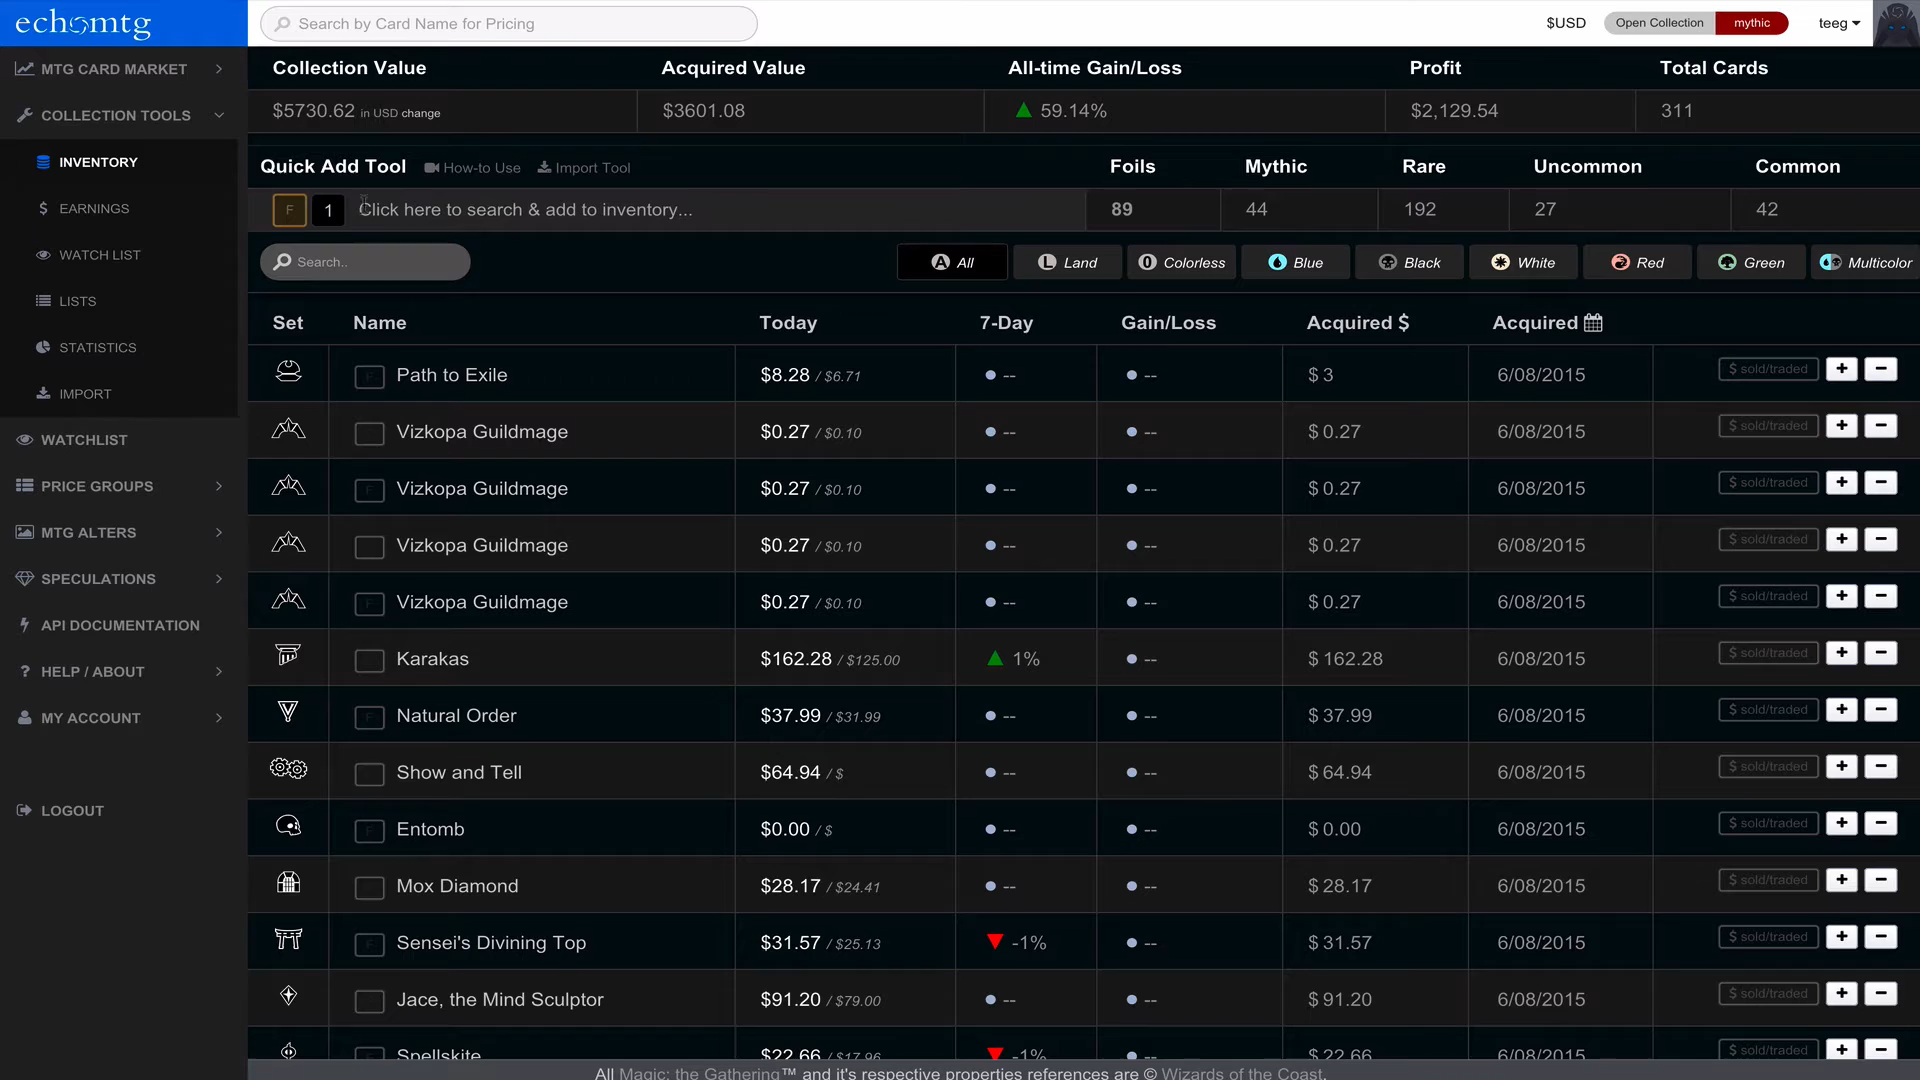 echomtg
Search by Card Name for Pricing
$USD Open Collection mythic teeg
MTG CARD MARKET
COLLECTION TOOLS
INVENTORY
EARNINGS
WATCH LIST
LISTS
STATISTICS
IMPORT
WATCHLIST
PRICE GROUPS
MTG ALTERS
SPECULATIONS
API DOCUMENTATION
HELP / ABOUT
MY ACCOUNT
LOGOUT
Collection Value Acquired Value All-time Gain/Loss Profit Total Cards
$5730.62 in USD change $3601.08 59.14% $2,129.54 311
Quick Add Tool How-to Use Import Tool Foils Mythic Rare Uncommon Common
F 1 Click here to search & add to inventory... 89 44 192 27 42
Search.. All Land Colorless Blue Black White Red Green Multicolor
Set Name Today 7-Day Gain/Loss Acquired $ Acquired
F Path to Exile $8.28 / $6.71 -- -- $ 3 6/08/2015 $ sold/traded + -
Vizkopa Guildmage $0.27 / $0.10 -- -- $ 0.27 6/08/2015 $ sold/traded + -
F Vizkopa Guildmage $0.27 / $0.10 -- -- $ 0.27 6/08/2015 $ sold/traded + -
Vizkopa Guildmage $0.27 / $0.10 -- -- $ 0.27 6/08/2015 $ sold/traded + -
F Vizkopa Guildmage $0.27 / $0.10 -- -- $ 0.27 6/08/2015 $ sold/traded + -
Karakas $162.28 / $125.00 1% -- $ 162.28 6/08/2015 $ sold/traded + -
F Natural Order $37.99 / $31.99 -- -- $ 37.99 6/08/2015 $ sold/traded + -
Show and Tell $64.94 / $ -- -- $ 64.94 6/08/2015 $ sold/traded + -
F Entomb $0.00 / $ -- -- $ 0.00 6/08/2015 $ sold/traded + -
Mox Diamond $28.17 / $24.41 -- -- $ 28.17 6/08/2015 $ sold/traded + -
F Sensei's Divining Top $31.57 / $25.13 -1% -- $ 31.57 6/08/2015 $ sold/traded + -
Jace, the Mind Sculptor $91.20 / $79.00 -- -- $ 91.20 6/08/2015 $ sold/traded + -
F Spellskite $22.66 / $17.96 -1% -- $ 22.66 6/08/2015 $ sold/traded + -
All Magic: the Gathering™ and it's respective properties references are © Wizards of the Coast.